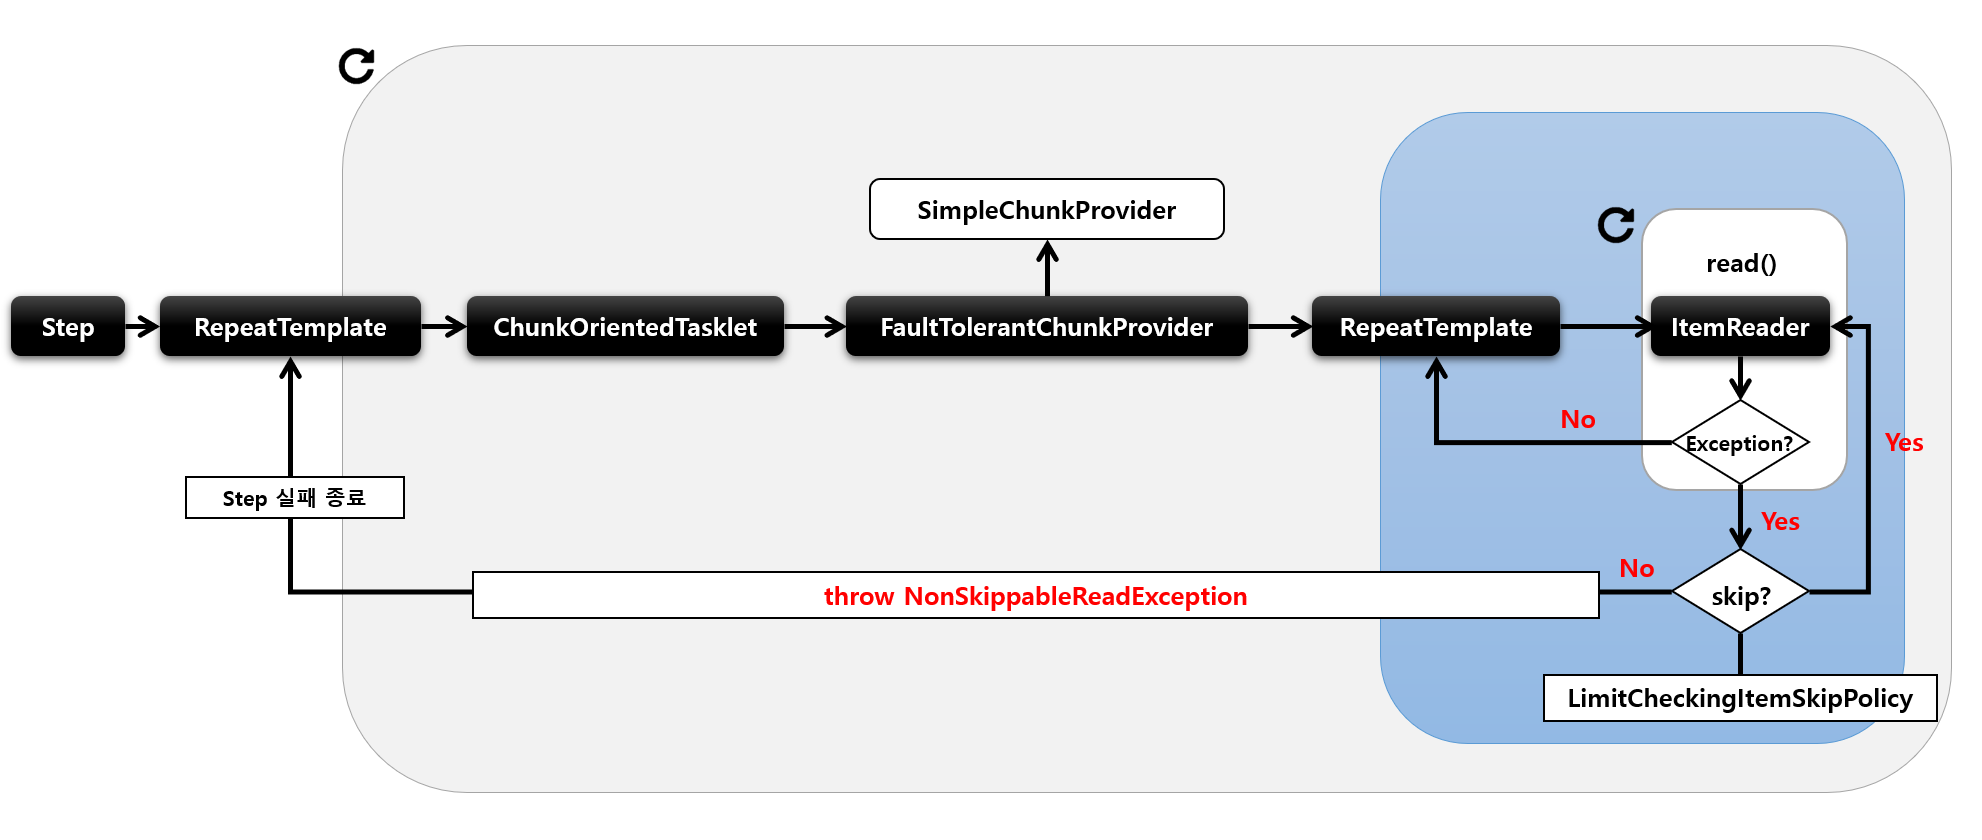 SimpleChunkProvider
read()
Step
RepeatTemplate
ChunkOrientedTasklet
FaultTolerantChunkProvider
RepeatTemplate
ItemReader
No
Exception?
Yes
Step 실패 종료
Yes
No
throw NonSkippableReadException
skip?
LimitCheckingItemSkipPolicy